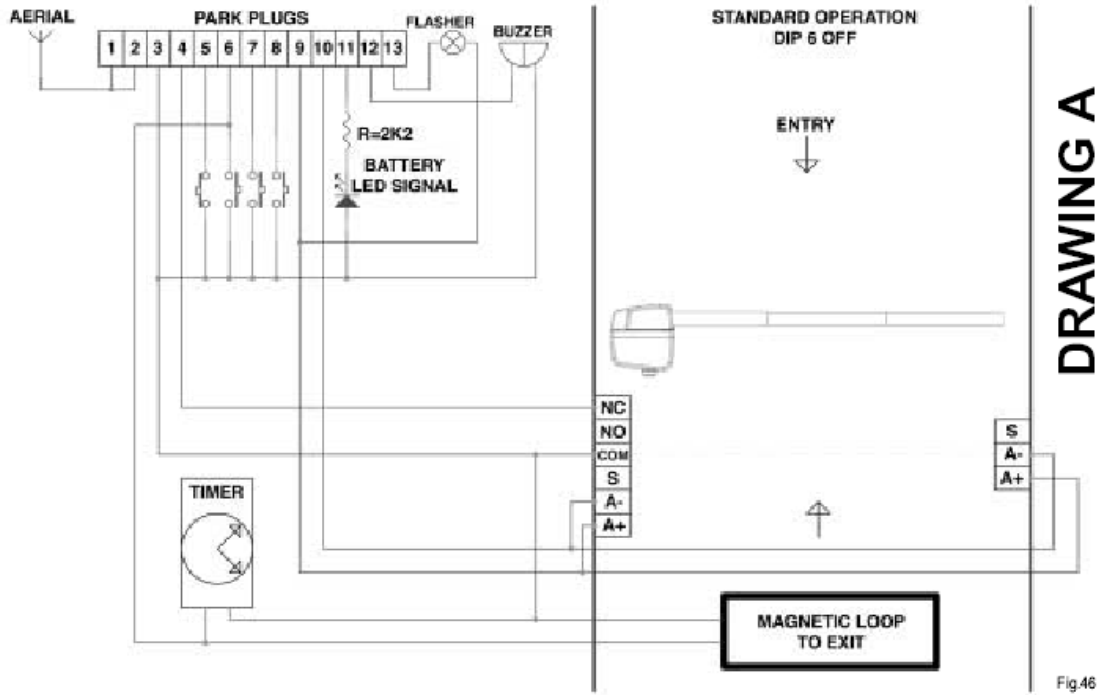 AERIAL
PARK PLUGS
FLASHER
BUZZER
1 2 3 4 5 6 7 8 9 10 11 12 13
R=2K2
BATTERY
LED SIGNAL
STANDARD OPERATION
DIP 6 OFF
ENTRY
DRAWING A
NC
NO
COM
S
A-
A+
S
A-
A+
TIMER
MAGNETIC LOOP
TO EXIT
Fig.46